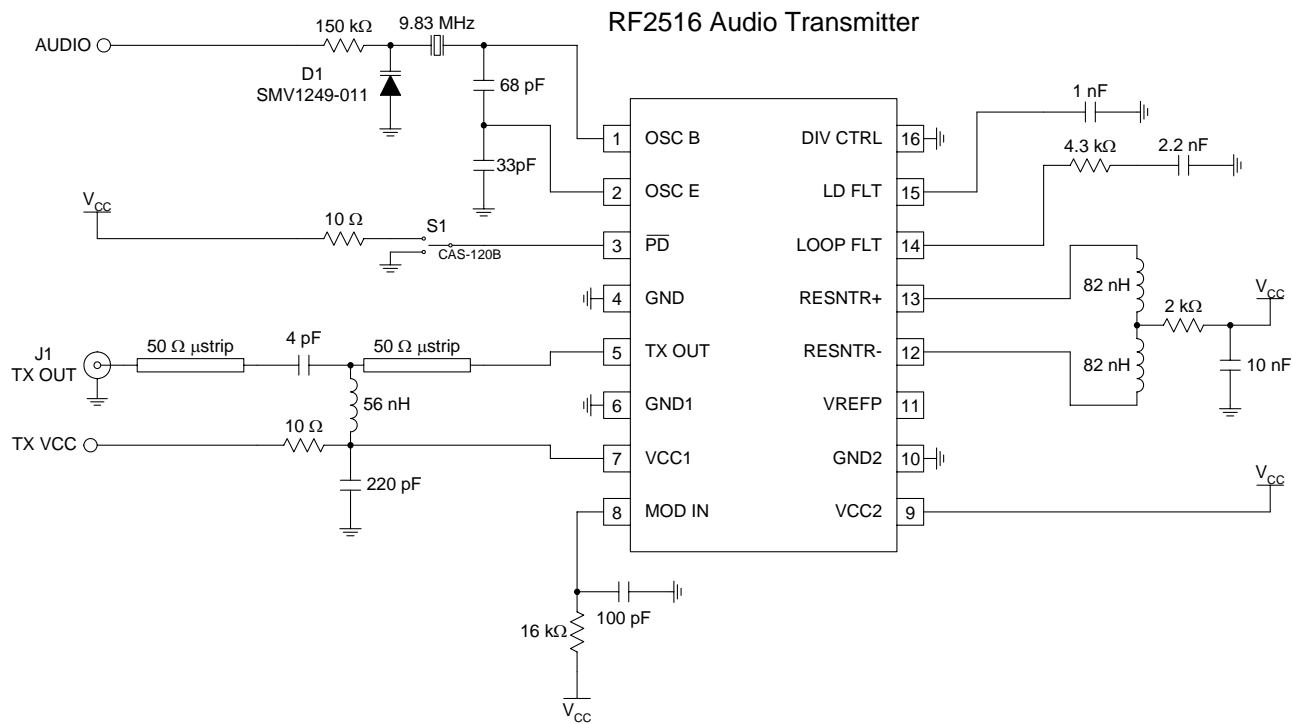 RF2516 Audio Transmitter
AUDIO
150 kΩ
9.83 MHz
D1
SMV1249-011
68 pF
33pF
1 OSC B
2 OSC E
3 PD
4 GND
5 TX OUT
6 GND1
7 VCC1
8 MOD IN
DIV CTRL 16
LD FLT 15
LOOP FLT 14
RESNTR+ 13
RESNTR- 12
VREFP 11
GND2 10
VCC2 9
1 nF
4.3 kΩ
2.2 nF
82 nH
82 nH
2 kΩ
VCC
10 nF
VCC
VCC
10 Ω
S1
CAS-120B
J1
TX OUT
50 Ω µstrip
4 pF
50 Ω µstrip
56 nH
TX VCC
10 Ω
220 pF
100 pF
16 kΩ
VCC